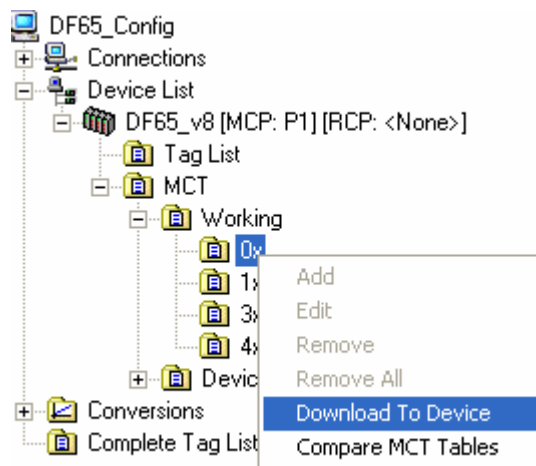 DF65_Config
Connections
Device List
DF65_v8 [MCP: P1] [RCP: <None>]
Tag List
MCT
Working
0x
1x
3x
4x
Devic
Conversions
Complete Tag List
Add
Edit
Remove
Remove All
Download To Device
Compare MCT Tables